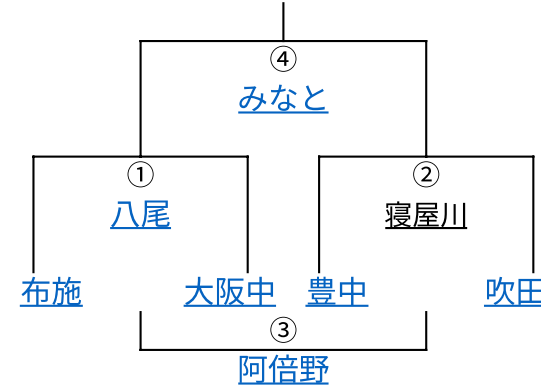 ④
みなと
① ②
八尾 寝屋川
布施 大阪中 豊中 吹田
③
阿倍野